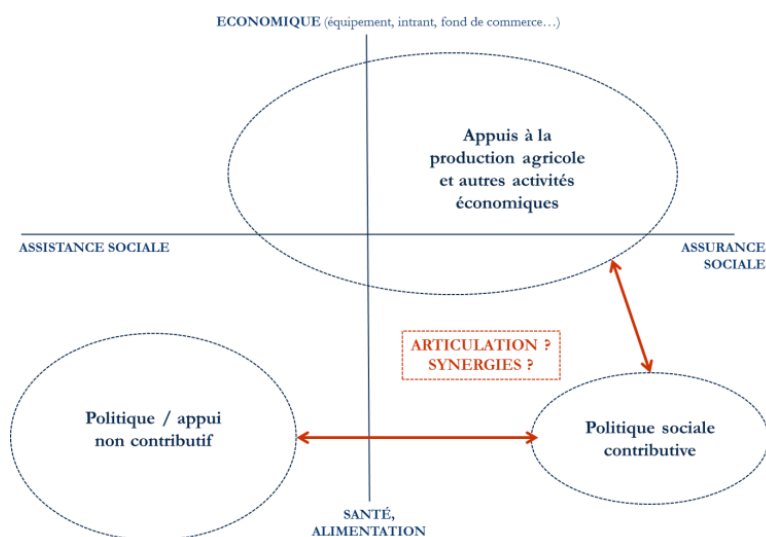 ECONOMIQUE (équipement, intrant, fond de commerce…)
Appuis à la
production agricole
et autres activités
économiques
ASSISTANCE SOCIALE
ASSURANCE
SOCIALE
ARTICULATION ?
SYNERGIES ?
Politique / appui
non contributif
Politique sociale
contributive
SANTÉ,
ALIMENTATION